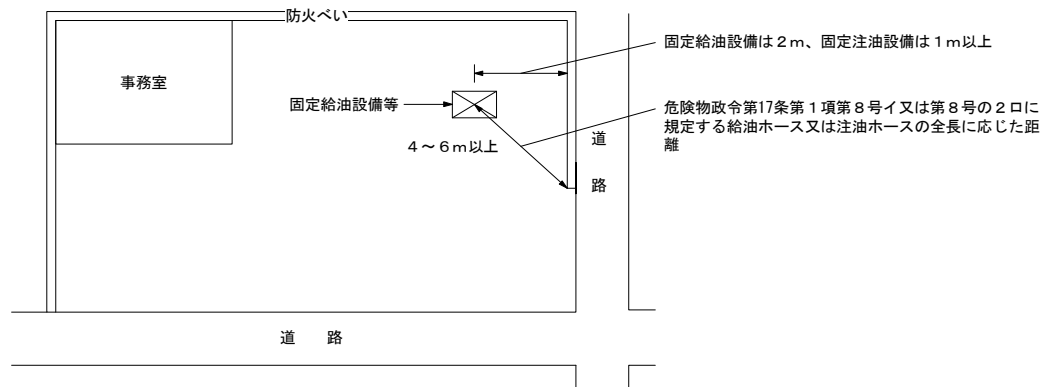 防火べい
事務室
固定給油設備等
4～6m以上
固定給油設備は2m、固定注油設備は1m以上
危険物政令第17条第1項第8号イ又は第8号の2ロに
規定する給油ホース又は注油ホースの全長に応じた距
離
道
路
道　路